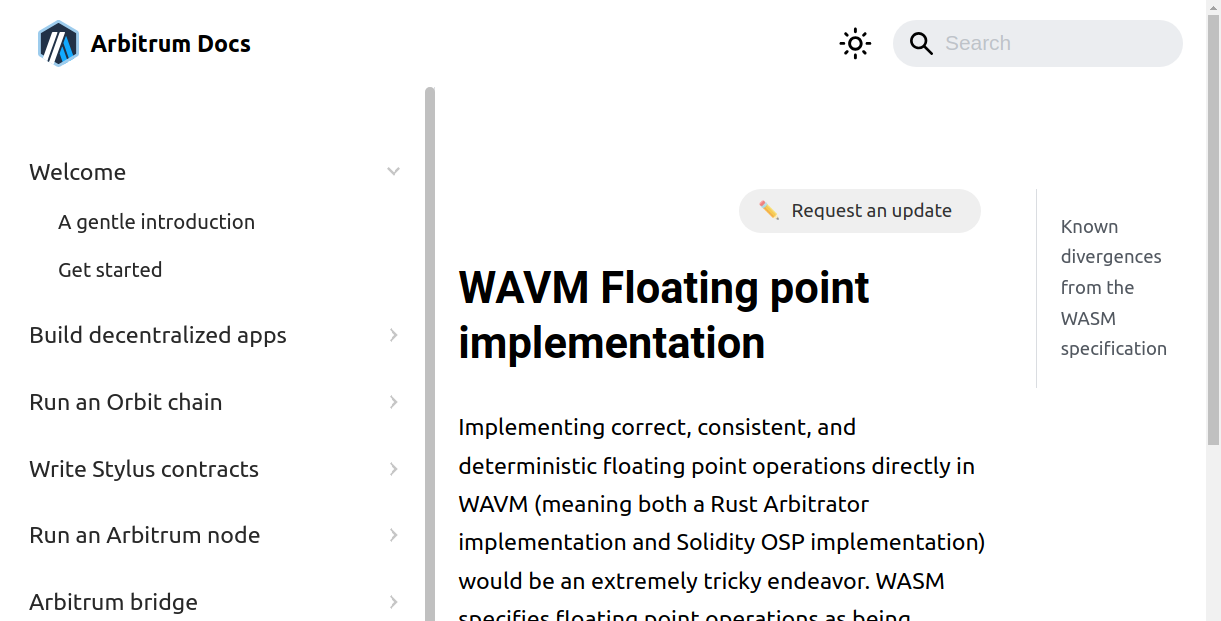 Arbitrum Docs
Search
Welcome
A gentle introduction
Get started
Build decentralized apps
Run an Orbit chain
Write Stylus contracts
Run an Arbitrum node
Arbitrum bridge
Request an update
WAVM Floating point
implementation
Implementing correct, consistent, and
deterministic floating point operations directly in
WAVM (meaning both a Rust Arbitrator
implementation and Solidity OSP implementation)
would be an extremely tricky endeavor. WASM
specifies floating point operations as being
Known
divergences
from the
WASM
specification